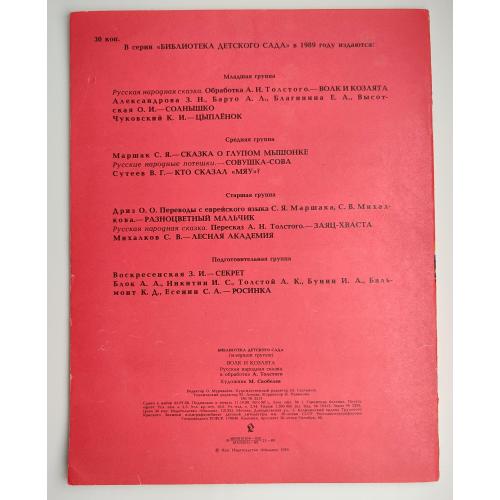 30 коп.
В серии «БИБЛИОТЕКА ДЕТСКОГО САДА» в 1989 году издаются:
Младшая группа
Русская народная сказка. Обработка А. Н. Толстого.— ВОЛК И КОЗЛЯТА
Александрова З. Н., Барто А. Л., Благинина Е. А., Высот-
ская О. И.— СОЛНЫШКО
Чуковский К. И.— ЦЫПЛЁНОК
Средняя группа
Маршак С. Я.— СКАЗКА О ГЛУПОМ МЫШОНКЕ
Русские народные потешки.— СОВУШКА-СОВА
Сутеев В. Г.— КТО СКАЗАЛ «МЯУ»?
Старшая группа
Дриз О. О. Переводы с еврейского языка С. Я. Маршака, С. В. Михал-
кова.— РАЗНОЦВЕТНЫЙ МАЛЬЧИК
Русская народная сказка. Пересказ А. Н. Толстого.— ЗАЯЦ-ХВАСТА
Михалков С. В.— ЛЕСНАЯ АКАДЕМИЯ
Подготовительная группа
Воскресенская З. И.— СЕКРЕТ
Блок А. А., Никитин И. С., Толстой А. К., Бунин И. А., Баль-
монт К. Д., Есенин С. А.— РОСИНКА
БИБЛИОТЕКА ДЕТСКОГО САДА
(младшая группа)
ВОЛК И КОЗЛЯТА
Русская народная сказка
в обработке А. Толстого
Художник М. Скобелев